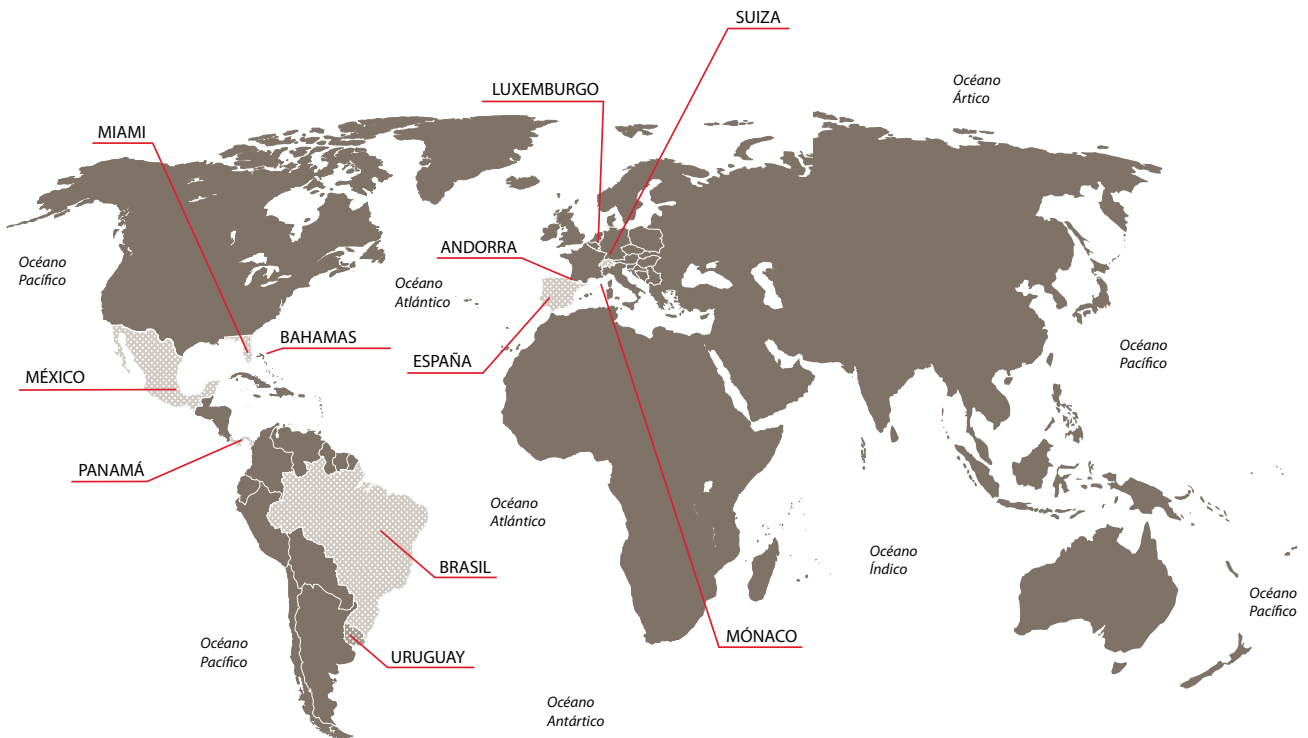 SUIZA
LUXEMBURGO
Océano
Ártico
MIAMI
ANDORRA
Océano
Pacífico
Océano
Atlántico
BAHAMAS
ESPAÑA
Océano
Pacífico
MÉXICO
PANAMÁ
Océano
Atlántico
BRASIL
Océano
Índico
Océano
Pacífico
MÓNACO
Océano
Pacífico
URUGUAY
Océano
Antártico